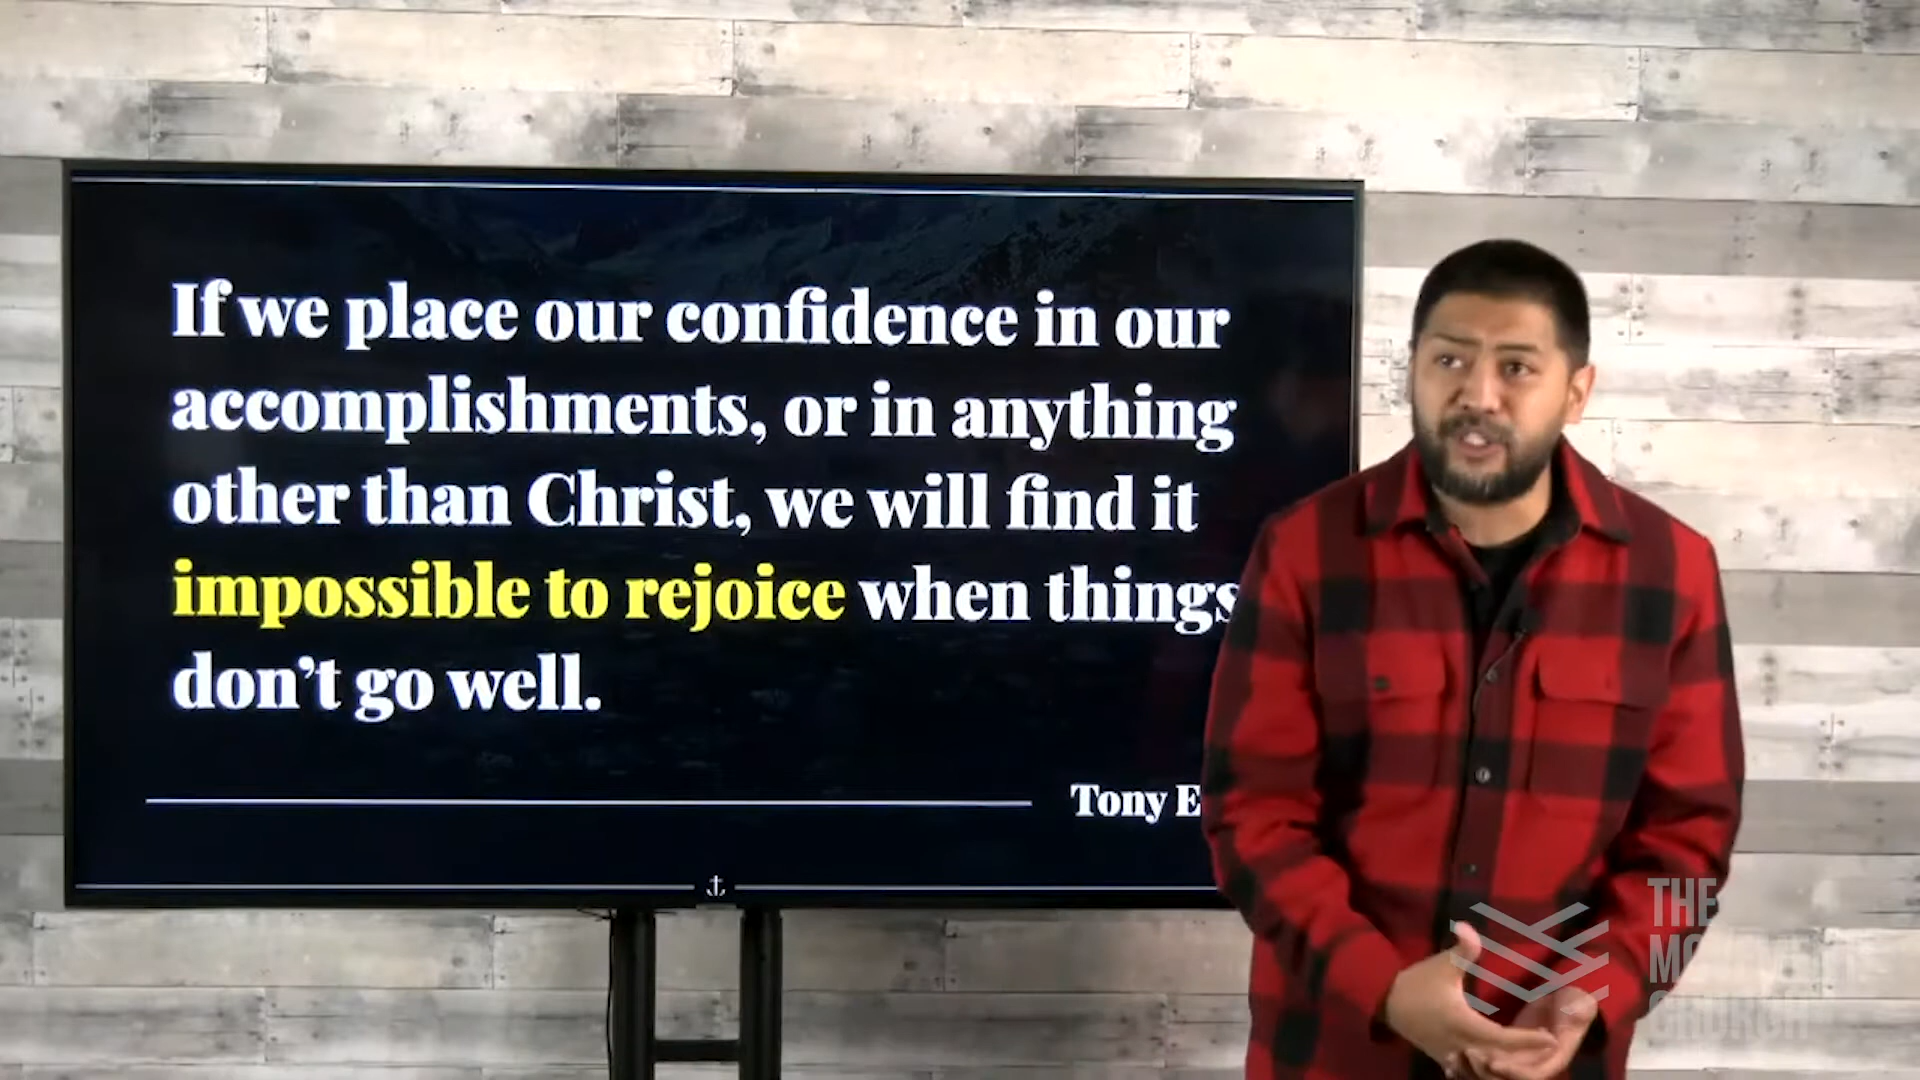 If we place our confidence in our
accomplishments, or in anything
other than Christ, we will find it
impossible to rejoice when things
don't go well.
Tony
THE
CHURCH